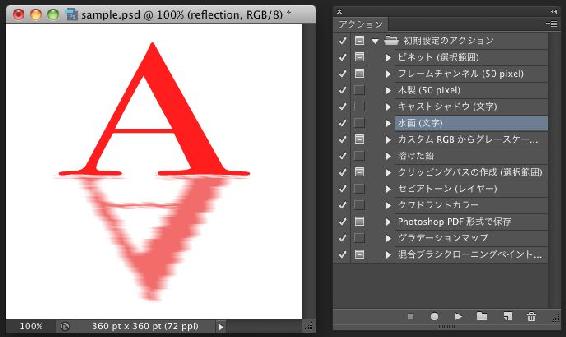 sample.psd @ 100% (reflection, RGB/8) *
A
100%
360 pt x 360 pt (72 ppi)
アクション
初期設定のアクション
ビネット (選択範囲)
フレームチャンネル (50 pixel)
木製 (50 pixel)
キャストシャドウ (文字)
水面 (文字)
カスタム RGB からグレースケー...
溶けた鉛
クリッピングパスの作成 (選択範囲)
セピアトーン (レイヤー)
クワドラントカラー
Photoshop PDF 形式で保存
グラデーションマップ
混合ブラシクローニングペイント...